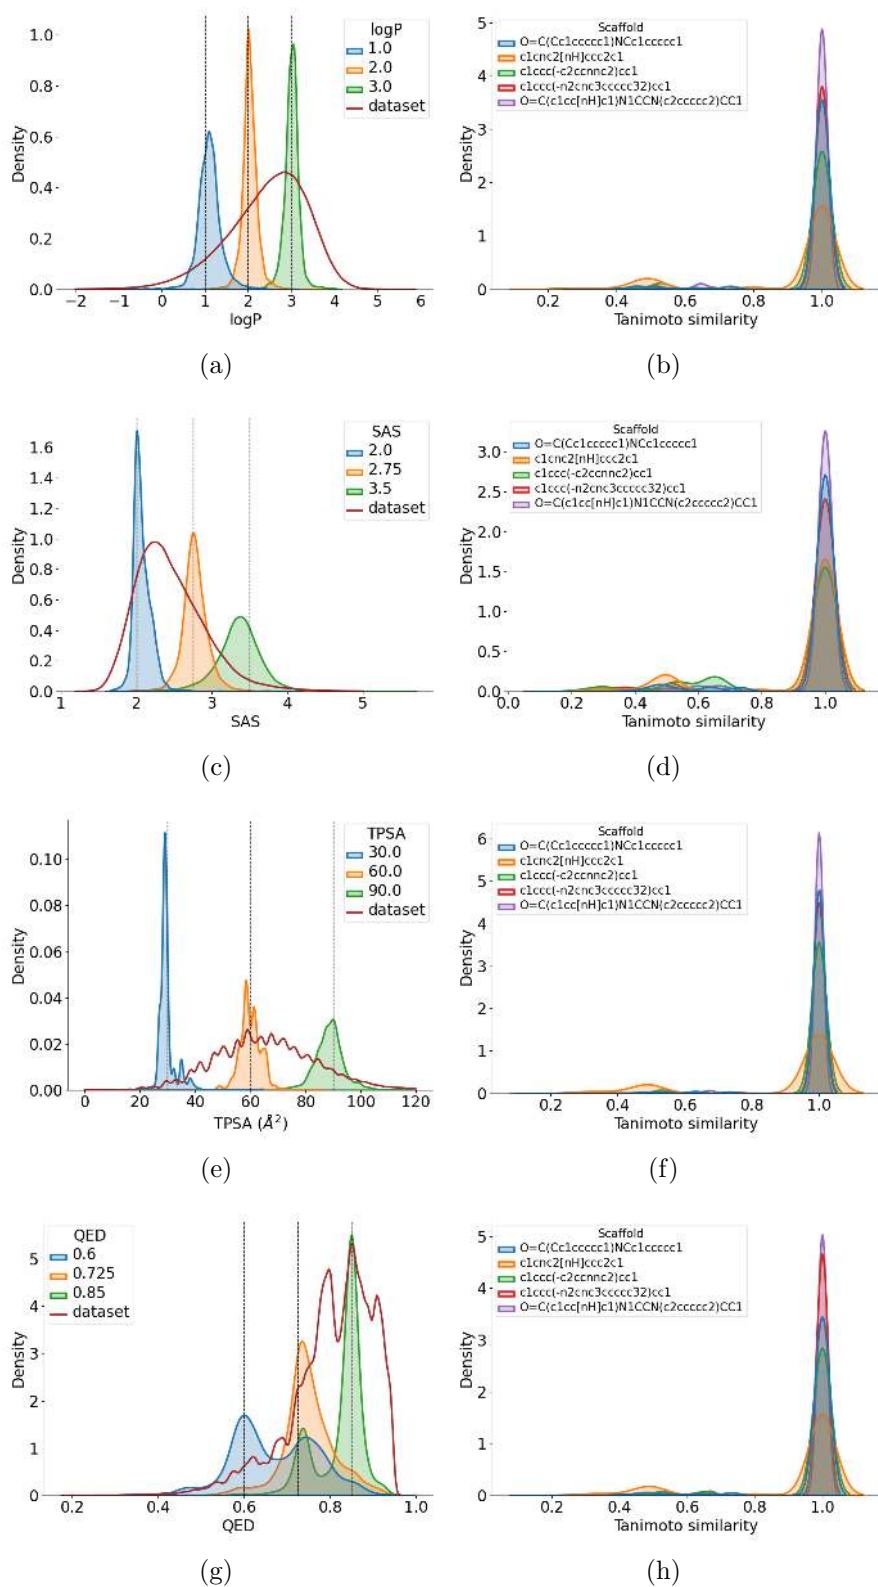 logP
1.0
2.0
3.0
dataset
Density
1.0
0.8
0.6
0.4
0.2
0.0
−2 −1 0 1 2 3 4 5 6
logP
(a)
Scaffold
O=C(Cc1ccccc1)NCc1ccccc1
c1cnc2[nH]ccc2c1
c1ccc(-c2ccnnc2)cc1
c1ccc(-n2cnc3ccccc32)cc1
O=C(c1cc[nH]c1)N1CCN(c2ccccc2)CC1
Density
5
4
3
2
1
0
0.2 0.4 0.6 0.8 1.0
Tanimoto similarity
(b)
SAS
2.0
2.75
3.5
dataset
Density
1.6
1.4
1.2
1.0
0.8
0.6
0.4
0.2
0.0
1 2 3 4 5
SAS
(c)
Scaffold
O=C(Cc1ccccc1)NCc1ccccc1
c1cnc2[nH]ccc2c1
c1ccc(-c2ccnnc2)cc1
c1ccc(-n2cnc3ccccc32)cc1
O=C(c1cc[nH]c1)N1CCN(c2ccccc2)CC1
Density
3.0
2.5
2.0
1.5
1.0
0.5
0.0
0.0 0.2 0.4 0.6 0.8 1.0
Tanimoto similarity
(d)
TPSA
30.0
60.0
90.0
dataset
Density
0.10
0.08
0.06
0.04
0.02
0.00
0 20 40 60 80 100 120
TPSA (Å²)
(e)
Scaffold
O=C(Cc1ccccc1)NCc1ccccc1
c1cnc2[nH]ccc2c1
c1ccc(-c2ccnnc2)cc1
c1ccc(-n2cnc3ccccc32)cc1
O=C(c1cc[nH]c1)N1CCN(c2ccccc2)CC1
Density
6
5
4
3
2
1
0
0.2 0.4 0.6 0.8 1.0
Tanimoto similarity
(f)
QED
0.6
0.725
0.85
dataset
Density
5
4
3
2
1
0
0.2 0.4 0.6 0.8 1.0
QED
(g)
Scaffold
O=C(Cc1ccccc1)NCc1ccccc1
c1cnc2[nH]ccc2c1
c1ccc(-c2ccnnc2)cc1
c1ccc(-n2cnc3ccccc32)cc1
O=C(c1cc[nH]c1)N1CCN(c2ccccc2)CC1
Density
5
4
3
2
1
0
0.2 0.4 0.6 0.8 1.0
Tanimoto similarity
(h)